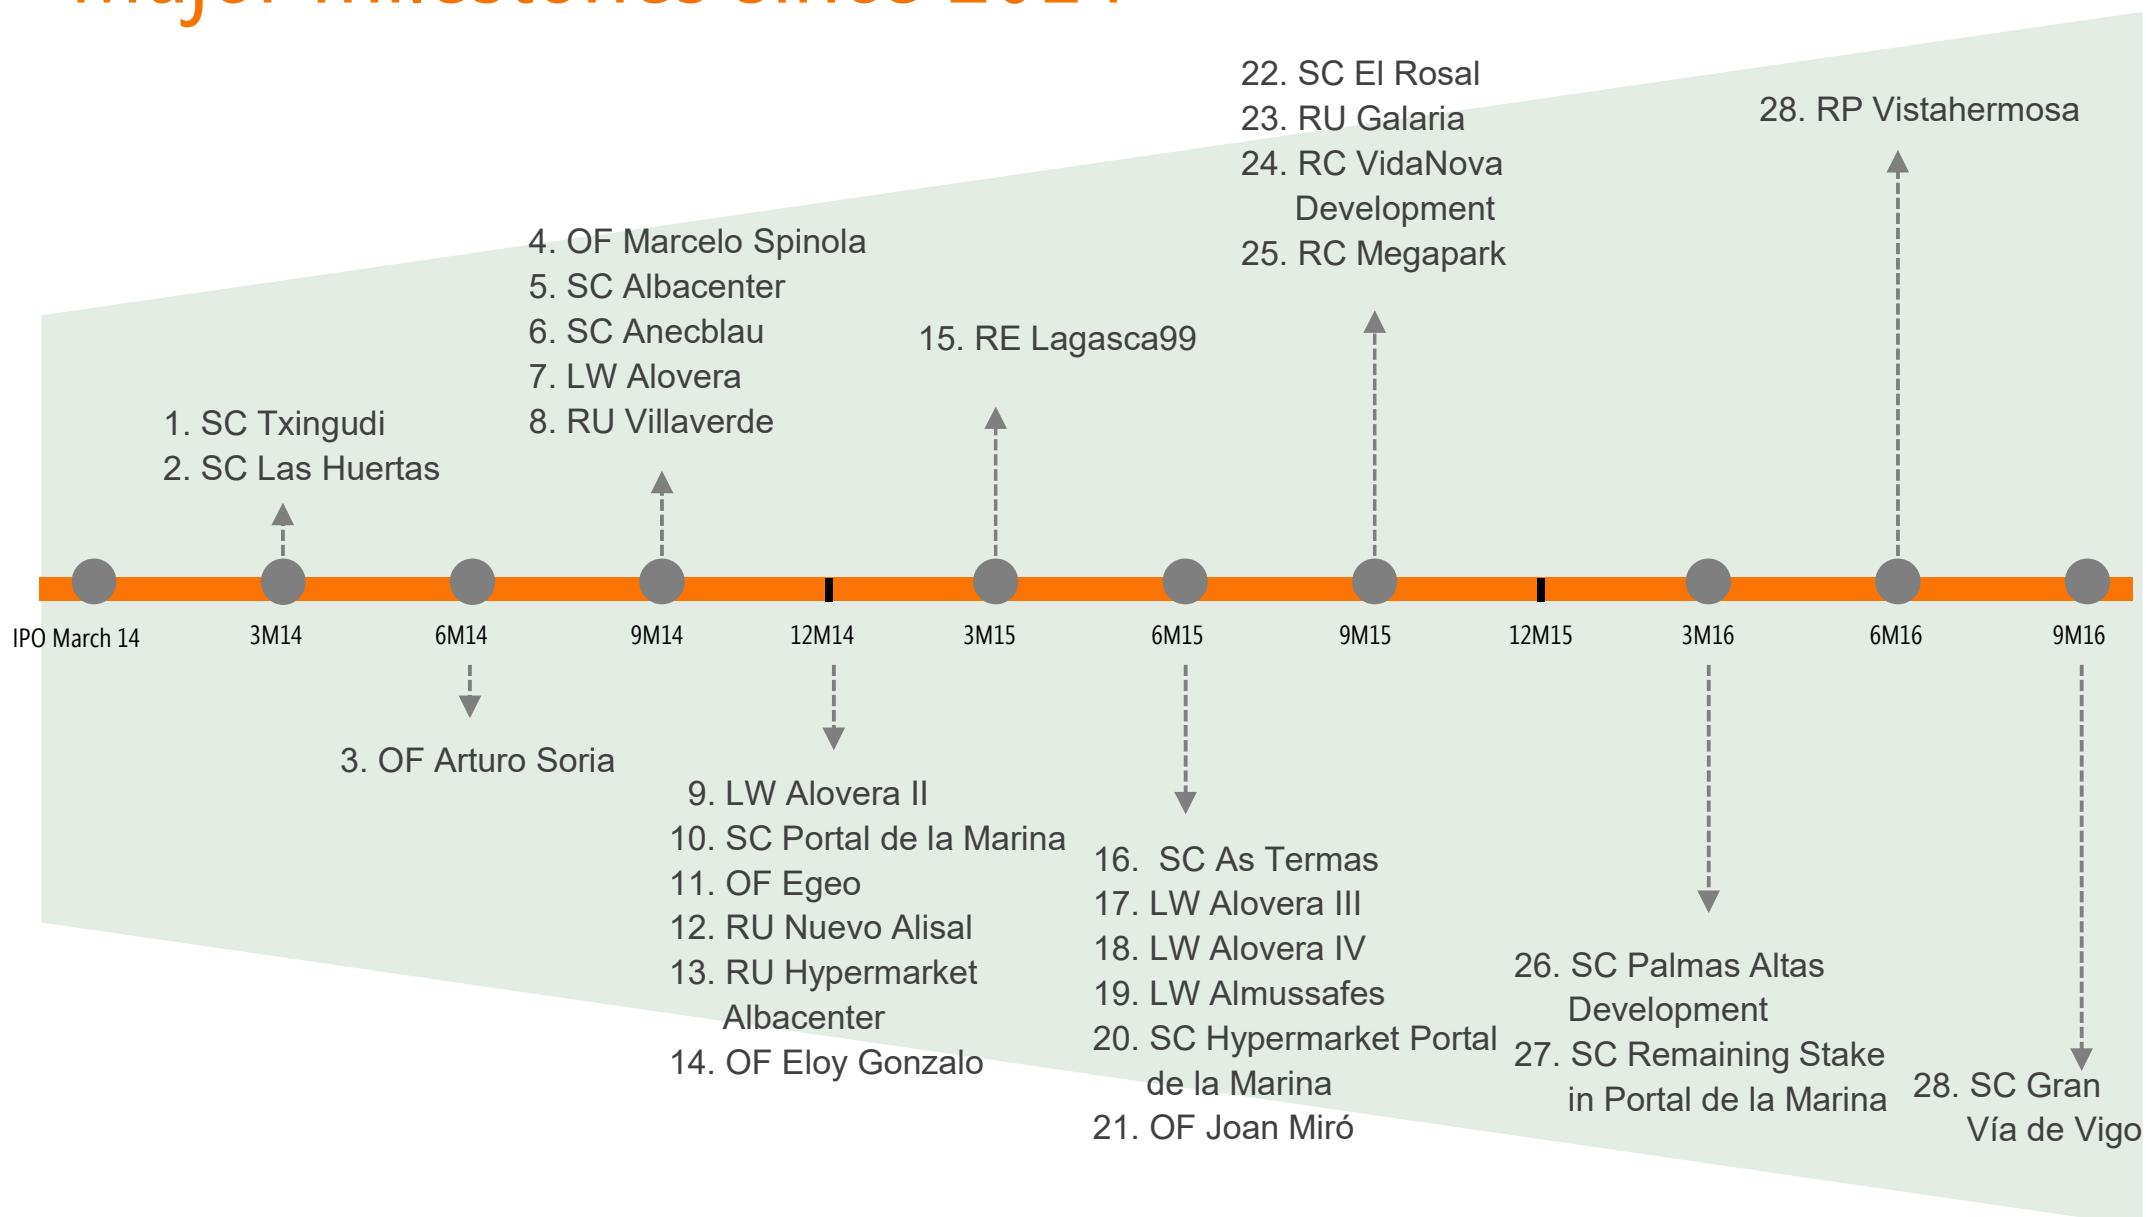 Major milestones since 2014
22. SC El Rosal
23. RU Galaria
24. RC VidaNova
Development
25. RC Megapark
28. RP Vistahermosa
4. OF Marcelo Spinola
5. SC Albacenter
6. SC Anecblau
7. LW Alovera
8. RU Villaverde
15. RE Lagasca99
1. SC Txingudi
2. SC Las Huertas
IPO March 14
3M14
6M14
9M14
12M14
3M15
6M15
9M15
12M15
3M16
6M16
9M16
3. OF Arturo Soria
9. LW Alovera II
10. SC Portal de la Marina
11. OF Egeo
12. RU Nuevo Alisal
13. RU Hypermarket
Albacenter
14. OF Eloy Gonzalo
16. SC As Termas
17. LW Alovera III
18. LW Alovera IV
19. LW Almussafes
20. SC Hypermarket Portal
de la Marina
21. OF Joan Miró
26. SC Palmas Altas
Development
27. SC Remaining Stake
in Portal de la Marina
28. SC Gran
Vía de Vigo